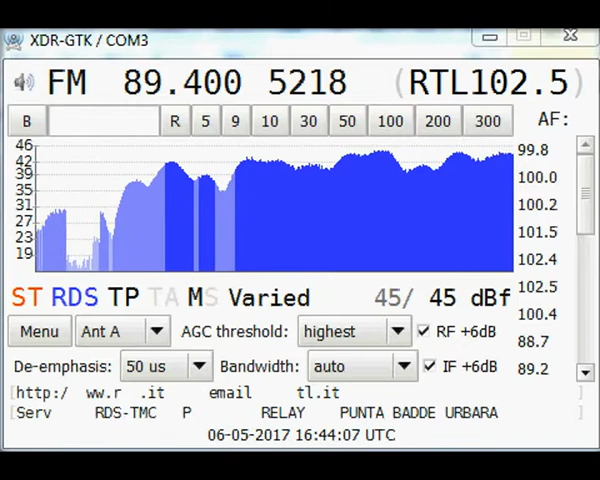 XDR-GTK / COM3
FM 89.400 5218 (RTL102.5)
B R 5 9 10 30 50 100 200 300 AF:
46
42
39
35
31
27
23
19
99.8
100.0
100.2
101.5
102.4
102.5
100.4
88.7
89.2
ST RDS TP TA MS Varied 45/ 45 dBf
Menu Ant A AGC threshold: highest RF +6dB
De-emphasis: 50 us Bandwidth: auto IF +6dB
[http:/ ww.r .it email tl.it ]
[Serv RDS-TMC P RELAY PUNTA BADDE URBARA ]
06-05-2017 16:44:07 UTC